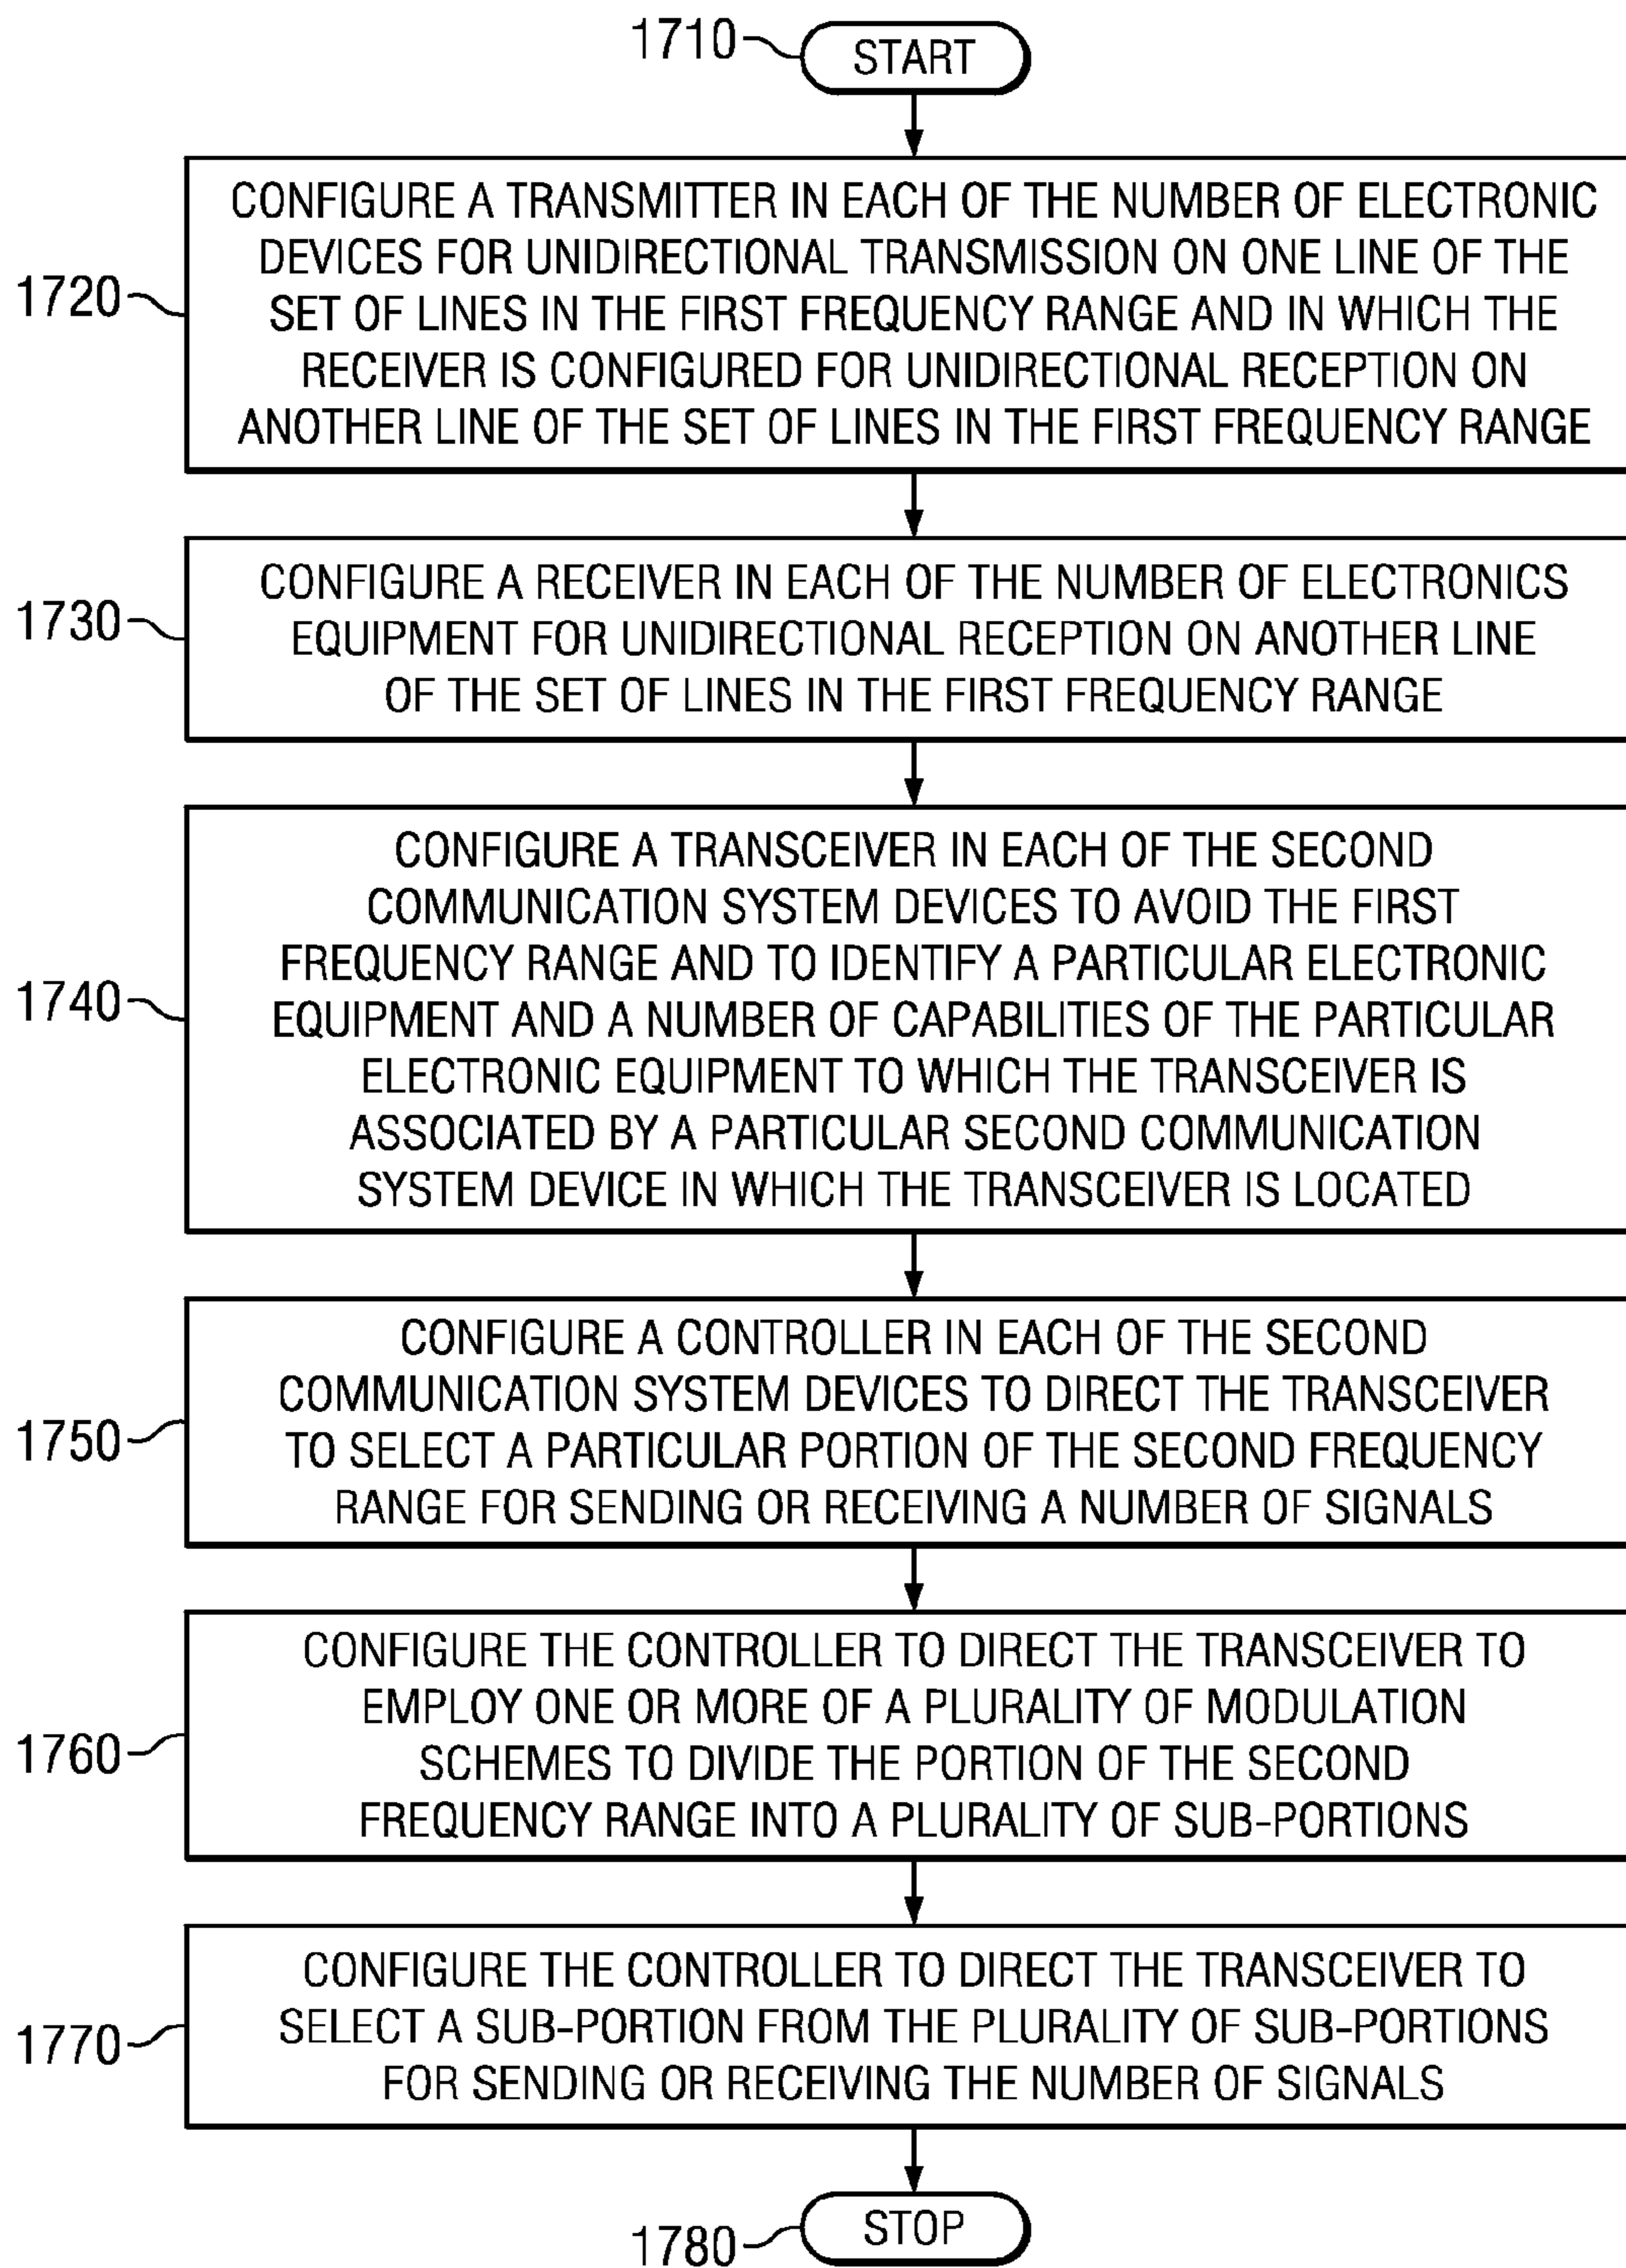 1710
START
1720
CONFIGURE A TRANSMITTER IN EACH OF THE NUMBER OF ELECTRONIC
DEVICES FOR UNIDIRECTIONAL TRANSMISSION ON ONE LINE OF THE
SET OF LINES IN THE FIRST FREQUENCY RANGE AND IN WHICH THE
RECEIVER IS CONFIGURED FOR UNIDIRECTIONAL RECEPTION ON
ANOTHER LINE OF THE SET OF LINES IN THE FIRST FREQUENCY RANGE
1730
CONFIGURE A RECEIVER IN EACH OF THE NUMBER OF ELECTRONICS
EQUIPMENT FOR UNIDIRECTIONAL RECEPTION ON ANOTHER LINE
OF THE SET OF LINES IN THE FIRST FREQUENCY RANGE
1740
CONFIGURE A TRANSCEIVER IN EACH OF THE SECOND
COMMUNICATION SYSTEM DEVICES TO AVOID THE FIRST
FREQUENCY RANGE AND TO IDENTIFY A PARTICULAR ELECTRONIC
EQUIPMENT AND A NUMBER OF CAPABILITIES OF THE PARTICULAR
ELECTRONIC EQUIPMENT TO WHICH THE TRANSCEIVER IS
ASSOCIATED BY A PARTICULAR SECOND COMMUNICATION
SYSTEM DEVICE IN WHICH THE TRANSCEIVER IS LOCATED
1750
CONFIGURE A CONTROLLER IN EACH OF THE SECOND
COMMUNICATION SYSTEM DEVICES TO DIRECT THE TRANSCEIVER
TO SELECT A PARTICULAR PORTION OF THE SECOND FREQUENCY
RANGE FOR SENDING OR RECEIVING A NUMBER OF SIGNALS
1760
CONFIGURE THE CONTROLLER TO DIRECT THE TRANSCEIVER TO
EMPLOY ONE OR MORE OF A PLURALITY OF MODULATION
SCHEMES TO DIVIDE THE PORTION OF THE SECOND
FREQUENCY RANGE INTO A PLURALITY OF SUB-PORTIONS
1770
CONFIGURE THE CONTROLLER TO DIRECT THE TRANSCEIVER TO
SELECT A SUB-PORTION FROM THE PLURALITY OF SUB-PORTIONS
FOR SENDING OR RECEIVING THE NUMBER OF SIGNALS
1780
STOP